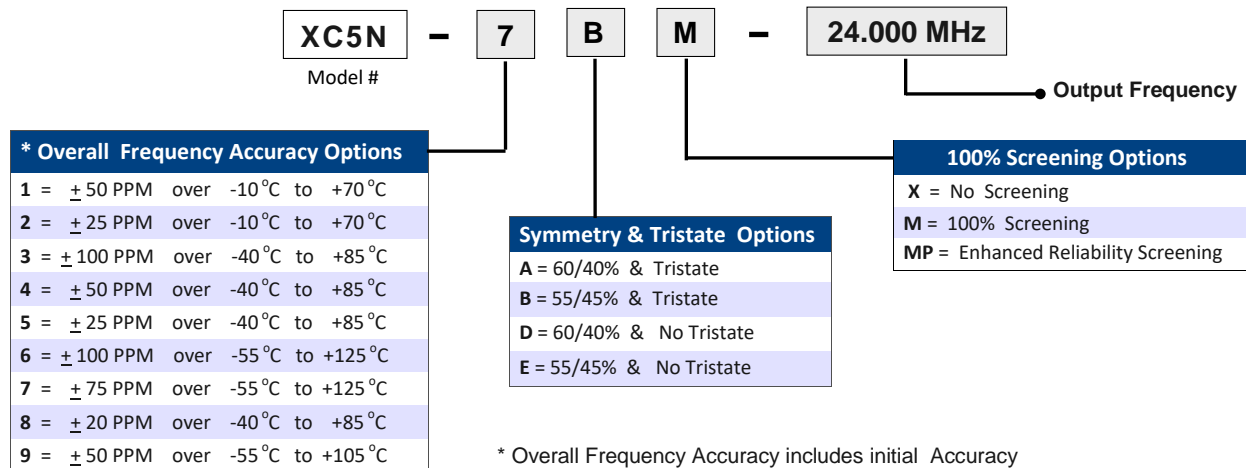 XC5N – 7 B M – 24.000 MHz
Model #
Output Frequency
* Overall Frequency Accuracy Options
1 = ± 50 PPM over -10 °C to +70 °C
2 = ± 25 PPM over -10 °C to +70 °C
3 = ± 100 PPM over -40 °C to +85 °C
4 = ± 50 PPM over -40 °C to +85 °C
5 = ± 25 PPM over -40 °C to +85 °C
6 = ± 100 PPM over -55 °C to +125 °C
7 = ± 75 PPM over -55 °C to +125 °C
8 = ± 20 PPM over -40 °C to +85 °C
9 = ± 50 PPM over -55 °C to +105 °C
Symmetry & Tristate Options
A = 60/40% & Tristate
B = 55/45% & Tristate
D = 60/40% & No Tristate
E = 55/45% & No Tristate
100% Screening Options
X = No Screening
M = 100% Screening
MP = Enhanced Reliability Screening
* Overall Frequency Accuracy includes initial Accuracy